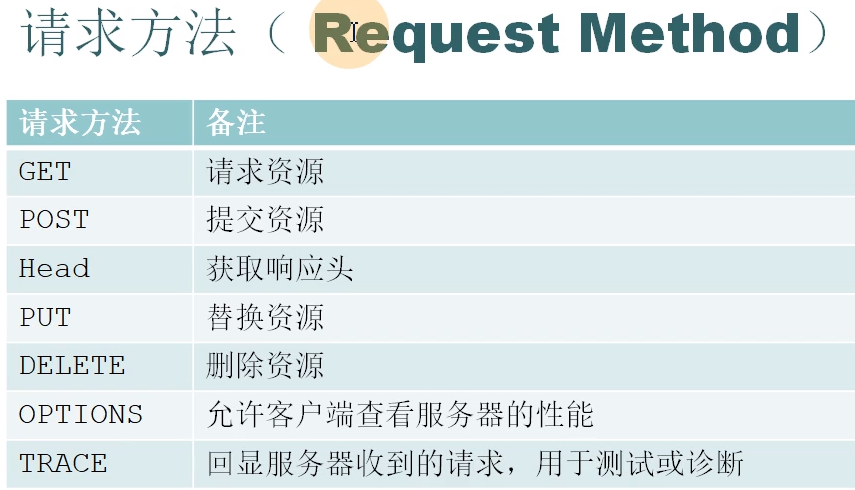 请求方法（ Request Method）
请求方法 备注
GET 请求资源
POST 提交资源
Head 获取响应头
PUT 替换资源
DELETE 删除资源
OPTIONS 允许客户端查看服务器的性能
TRACE 回显服务器收到的请求，用于测试或诊断